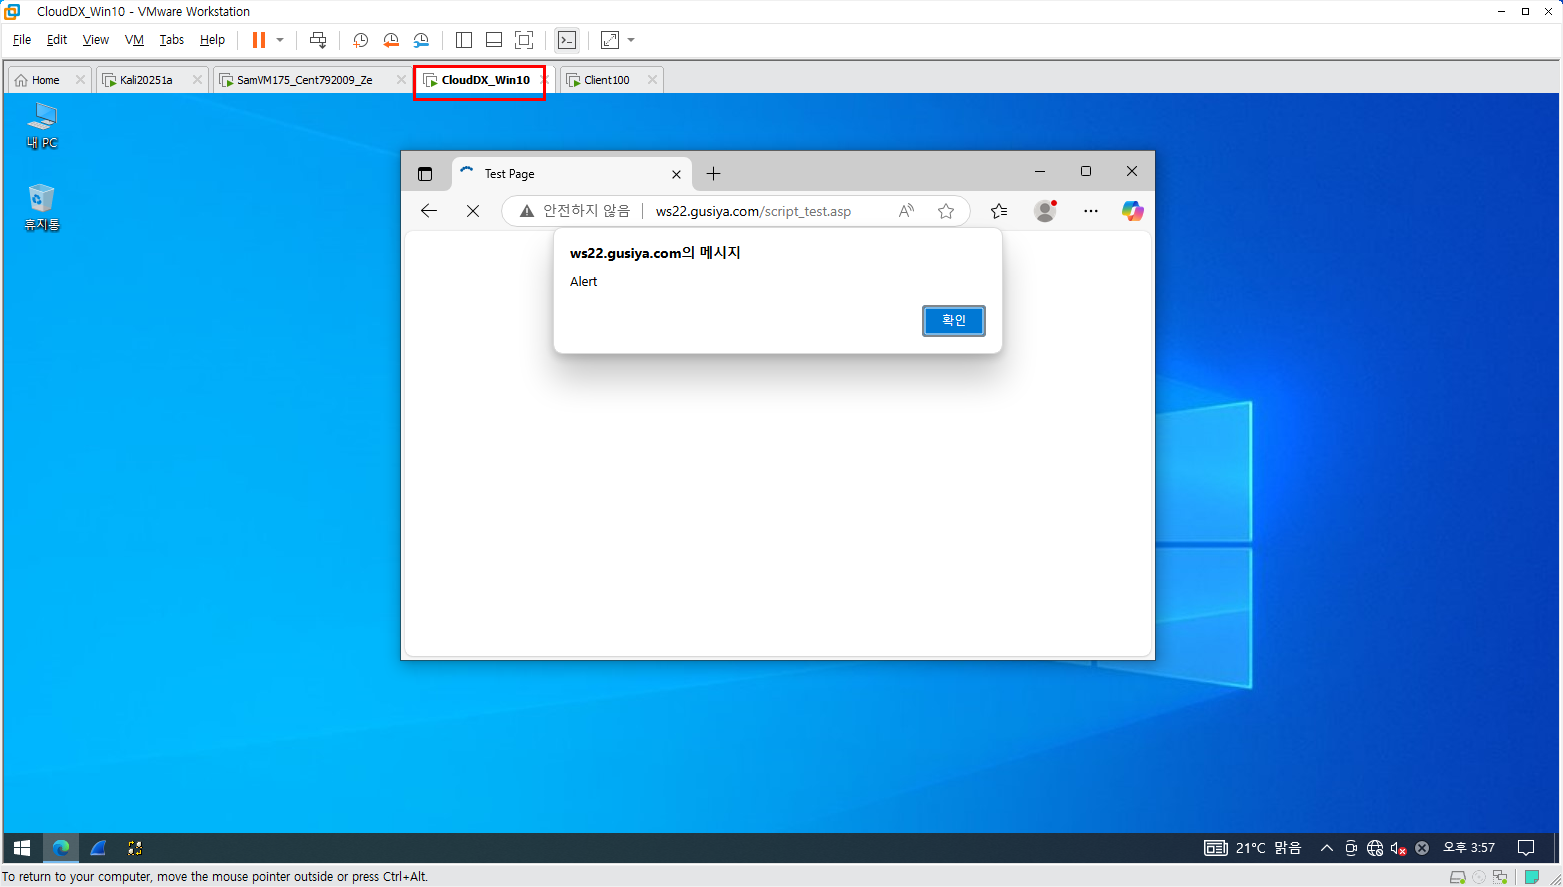 CloudDX_Win10 - VMware Workstation
File Edit View VM Tabs Help
Home Kali20251a SamVM175_Cent792009_Ze CloudDX_Win10 Client100
내 PC
휴지통
Test Page
안전하지 않음 ws22.gusiya.com/script_test.asp
ws22.gusiya.com의 메시지
Alert
확인
21°C 맑음 오후 3:57
To return to your computer, move the mouse pointer outside or press Ctrl+Alt.